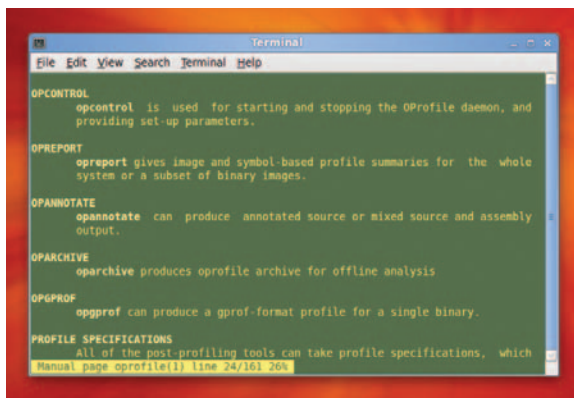 Terminal
File Edit View Search Terminal Help
OPCONTROL
opcontrol is used for starting and stopping the OProfile daemon, and
providing set-up parameters.
OPREPORT
opreport gives image and symbol-based profile summaries for the whole
system or a subset of binary images.
OPANNOTATE
opannotate can produce annotated source or mixed source and assembly
output.
OPARCHIVE
oparchive produces oprofile archive for offline analysis
OPGPROF
opgprof can produce a gprof-format profile for a single binary.
PROFILE SPECIFICATIONS
All of the post-profiling tools can take profile specifications, which
Manual page oprofile(1) line 24/161 26%